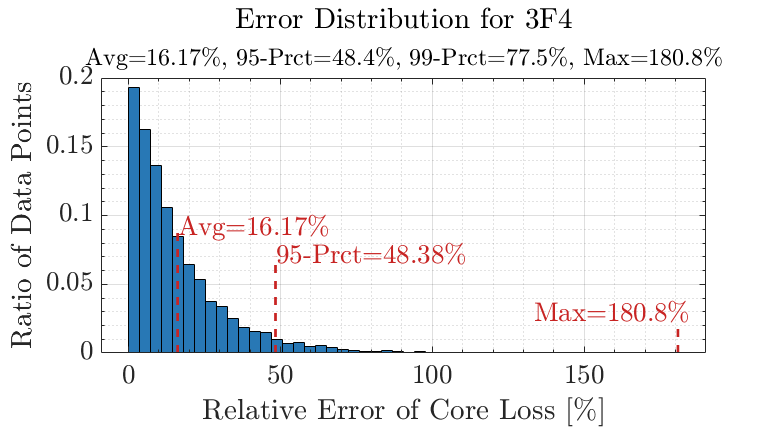 Error Distribution for 3F4
Avg=16.17%, 95-Prct=48.4%, 99-Prct=77.5%, Max=180.8%
Ratio of Data Points
0.2
0.15
0.1
0.05
0
Avg=16.17%
95-Prct=48.38%
Max=180.8%
0 50 100 150
Relative Error of Core Loss [%]